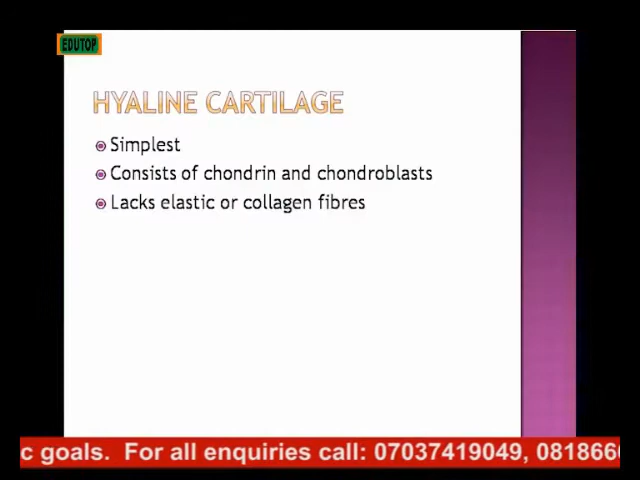 EDUTOP
HYALINE CARTILAGE
Simplest
Consists of chondrin and chondroblasts
Lacks elastic or collagen fibres
c goals. For all enquiries call: 07037419049, 081866